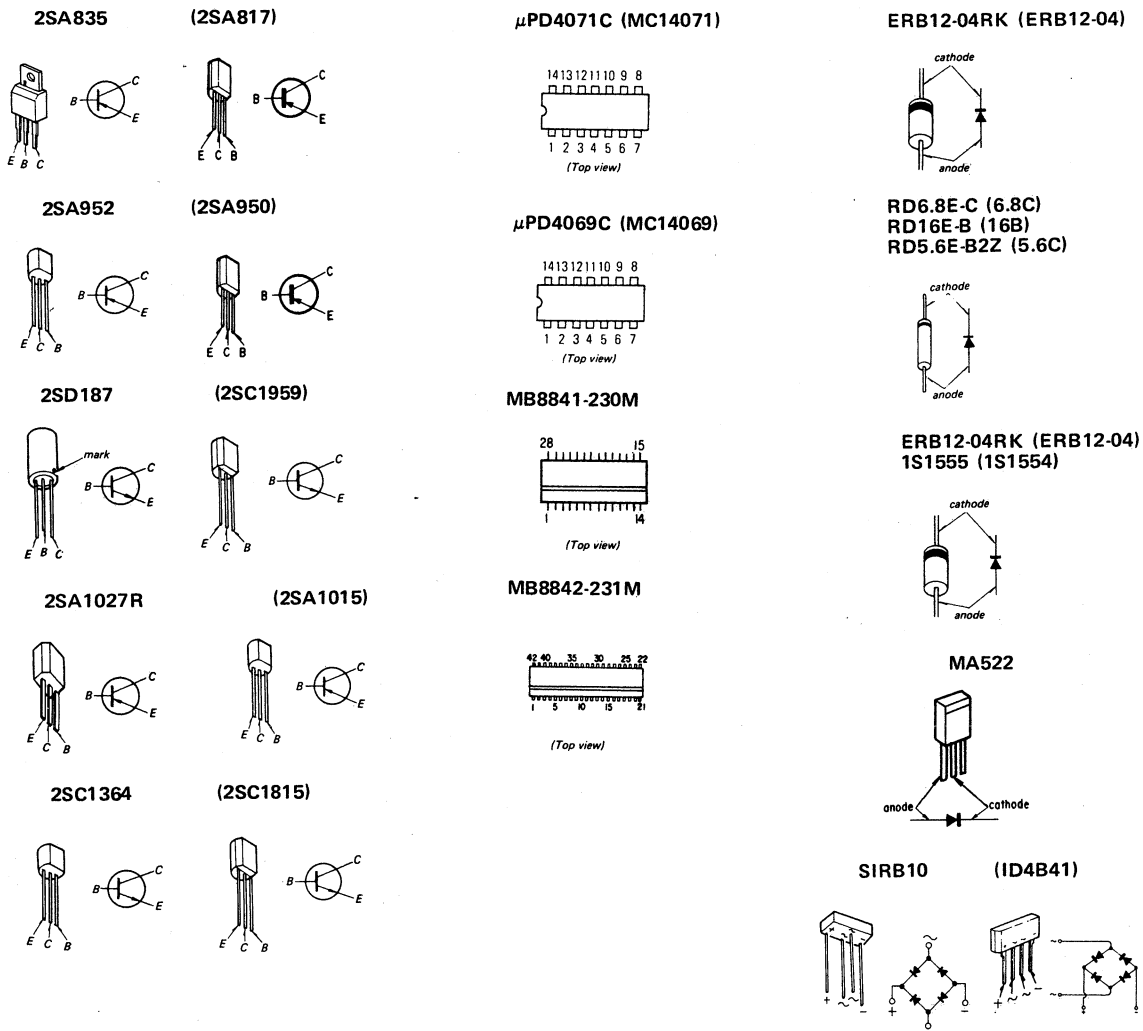 2SA835
(2SA817)
B
C
E
E B C
B
C
E
E C B
2SA952
(2SA950)
B
C
E
E C B
B
C
E
E C B
2SD187
(2SC1959)
mark
B
C
E
E B C
B
C
E
E C B
2SA1027R
(2SA1015)
B
C
E
E C B
B
C
E
E C B
2SC1364
(2SC1815)
B
C
E
E C B
B
C
E
E C B
µPD4071C (MC14071)
14 13 12 11 10 9 8
1 2 3 4 5 6 7
(Top view)
µPD4069C (MC14069)
14 13 12 11 10 9 8
1 2 3 4 5 6 7
(Top view)
MB8841-230M
28 15
1 14
(Top view)
MB8842-231M
42 40 35 30 25 22
1 5 10 15 21
(Top view)
ERB12-04RK (ERB12-04)
cathode
anode
RD6.8E-C (6.8C)
RD16E-B (16B)
RD5.6E-B2Z (5.6C)
cathode
anode
ERB12-04RK (ERB12-04)
1S1555 (1S1554)
cathode
anode
MA522
anode
cathode
SIRB10
(ID4B41)
+ ~ ~ −
+ ~ ~ −
~
+ −
+ ~ ~ −
~
~
+ −